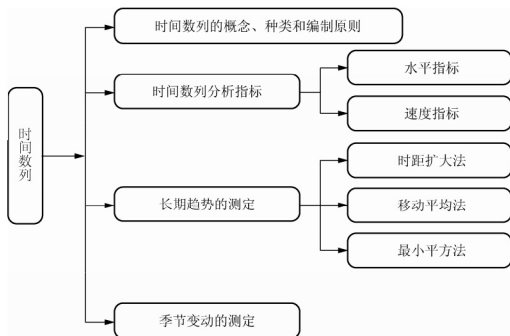 时间数列
时间数列的概念、种类和编制原则
时间数列分析指标
水平指标
速度指标
长期趋势的测定
时距扩大法
移动平均法
最小平方法
季节变动的测定